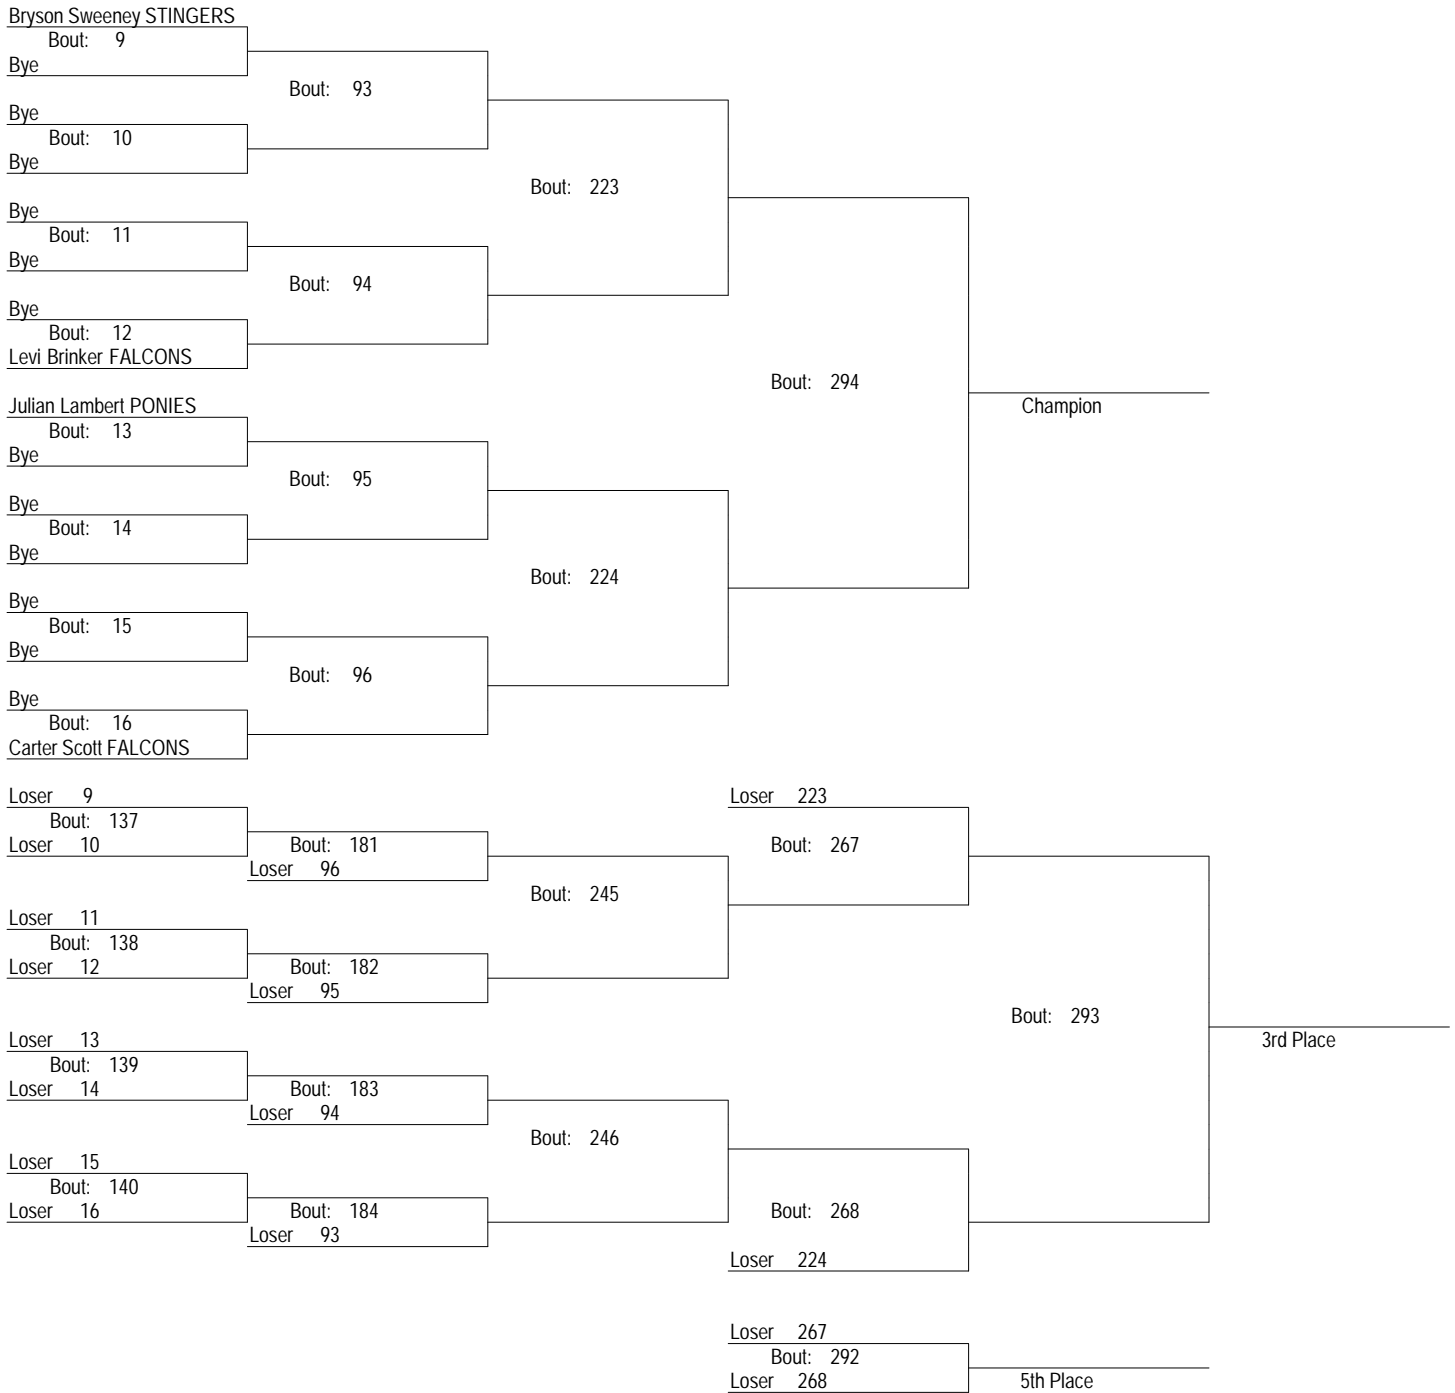 Bryson Sweeney STINGERS
Bout: 9
Bye
Bout: 93
Bye
Bout: 10
Bye
Bout: 223
Bye
Bout: 11
Bye
Bout: 94
Bye
Bout: 12
Levi Brinker FALCONS
Bout: 294
Champion
Julian Lambert PONIES
Bout: 13
Bye
Bout: 95
Bye
Bout: 14
Bye
Bout: 224
Bye
Bout: 15
Bye
Bout: 96
Bye
Bout: 16
Carter Scott FALCONS
Loser 9
Bout: 137
Loser 10
Bout: 181
Loser 96
Bout: 245
Loser 223
Bout: 267
Loser 11
Bout: 138
Loser 12
Bout: 182
Loser 95
Bout: 293
3rd Place
Loser 13
Bout: 139
Loser 14
Bout: 183
Loser 94
Bout: 246
Loser 15
Bout: 140
Loser 16
Bout: 184
Loser 93
Bout: 268
Loser 224
Loser 267
Bout: 292
Loser 268
5th Place